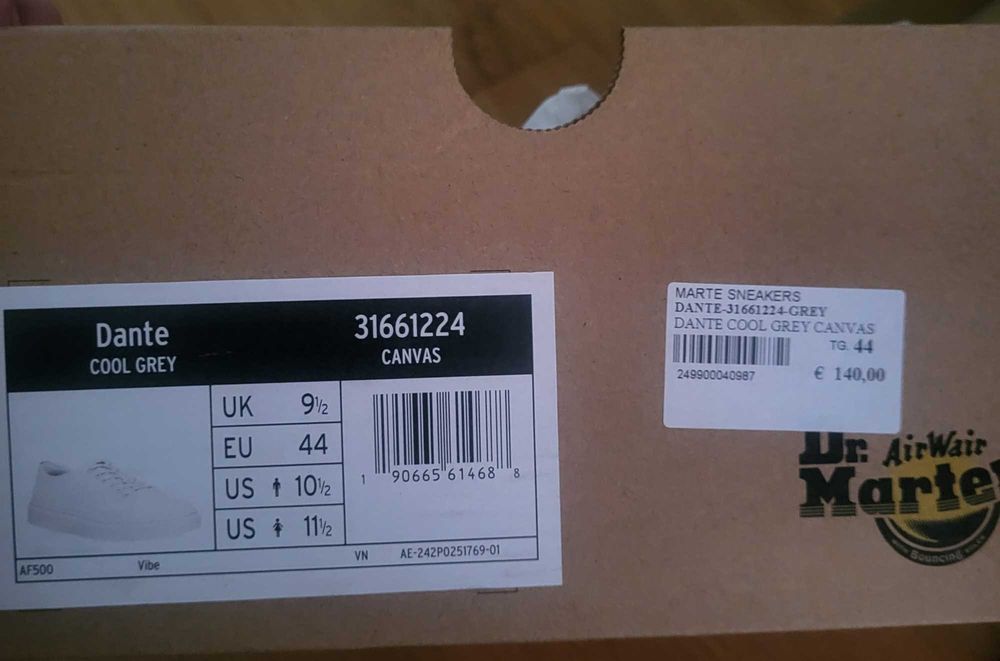 Dante
COOL GREY
31661224
CANVAS
UK 9½
EU 44
US 10½
US 11½
1 90665 61468 8
AF500
Vibe
VN AE-242P0251769-01
MARTE SNEAKERS
DANTE-31661224-GREY
DANTE COOL GREY CANVAS
TG. 44
249900040987
€ 140,00
Dr. AirWair
Marte
Bouncing